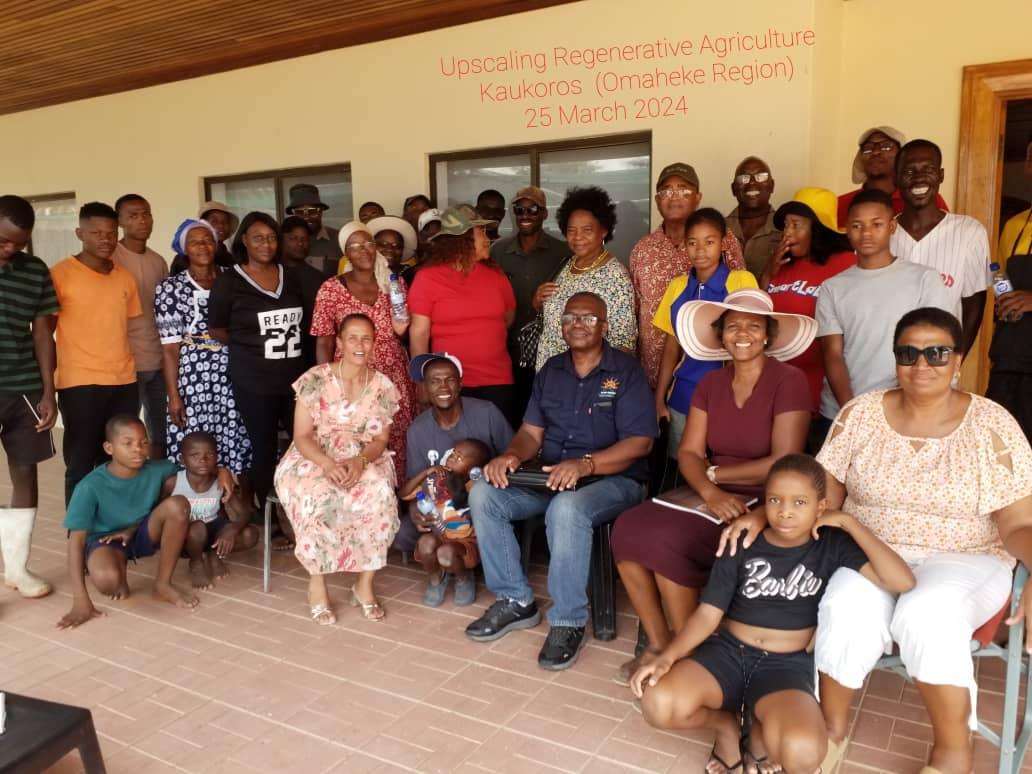 Upscaling Regenerative Agriculture
Kaukoros (Omaheke Region)
25 March 2024
READY
22
Barbie